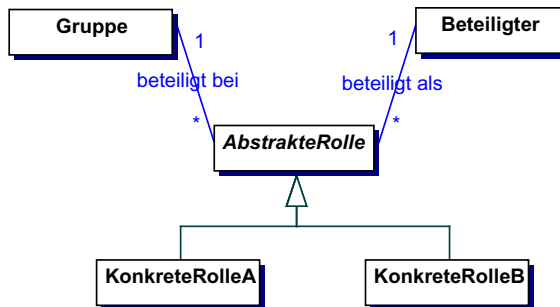 Gruppe
Beteiligter
1
1
beteiligt bei
beteiligt als
*
*
AbstrakteRolle
KonkreteRolleA
KonkreteRolleB